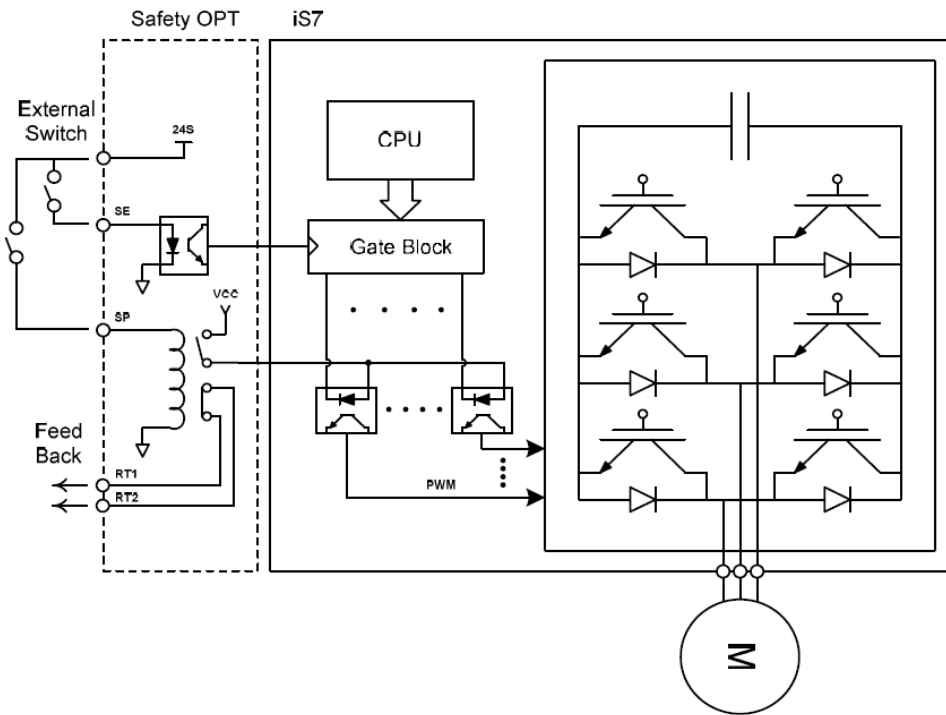 Safety OPT
iS7
External
Switch
24S
CPU
SE
Gate Block
VCC
SP
Feed
Back
RT1
RT2
PWM
M